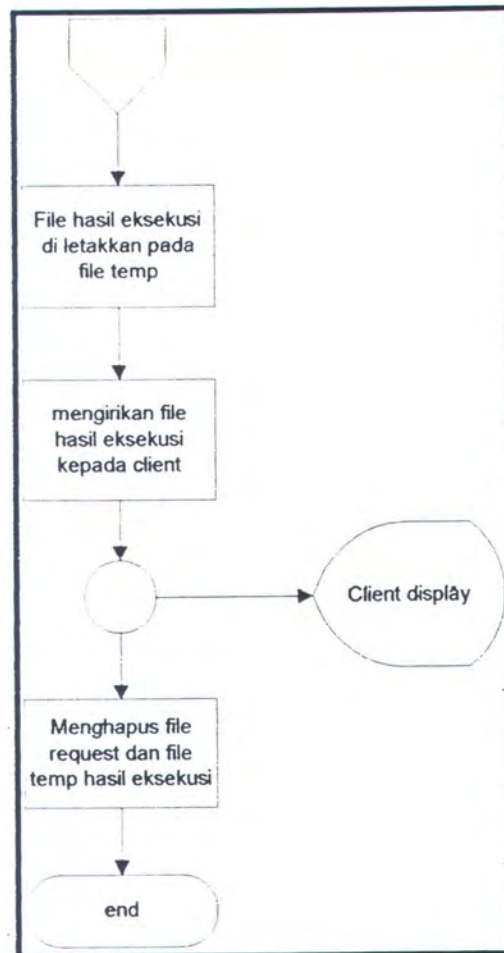 File hasil eksekusi
di letakkan pada
file temp
mengirikan file
hasil eksekusi
kepada client
Client display
Menghapus file
request dan file
temp hasil eksekusi
end